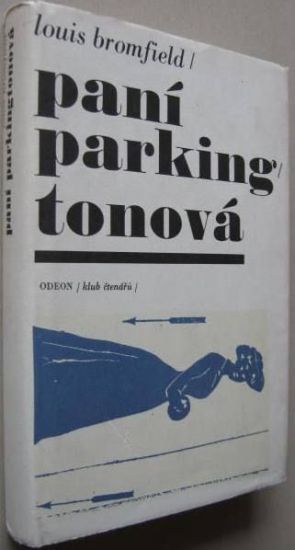 louis bromfield /
paní
parking/
tonová
ODEON / klub čtenářů /
paní parkingtonová